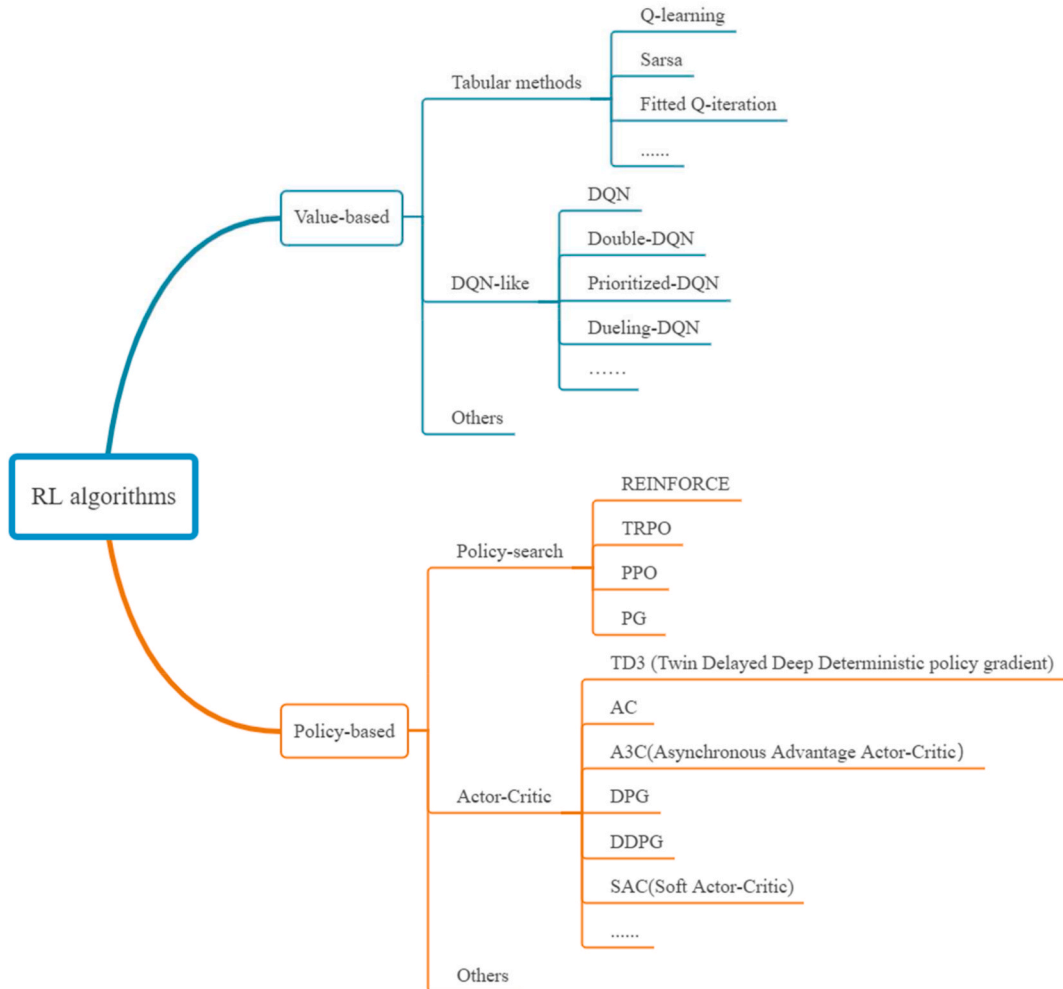 Q-learning
Sarsa
Tabular methods
Fitted Q-iteration
......
Value-based
DQN
Double-DQN
DQN-like
Prioritized-DQN
Dueling-DQN
......
Others
RL algorithms
REINFORCE
TRPO
Policy-search
PPO
PG
TD3 (Twin Delayed Deep Deterministic policy gradient)
AC
Policy-based
A3C(Asynchronous Advantage Actor-Critic)
Actor-Critic
DPG
DDPG
SAC(Soft Actor-Critic)
......
Others